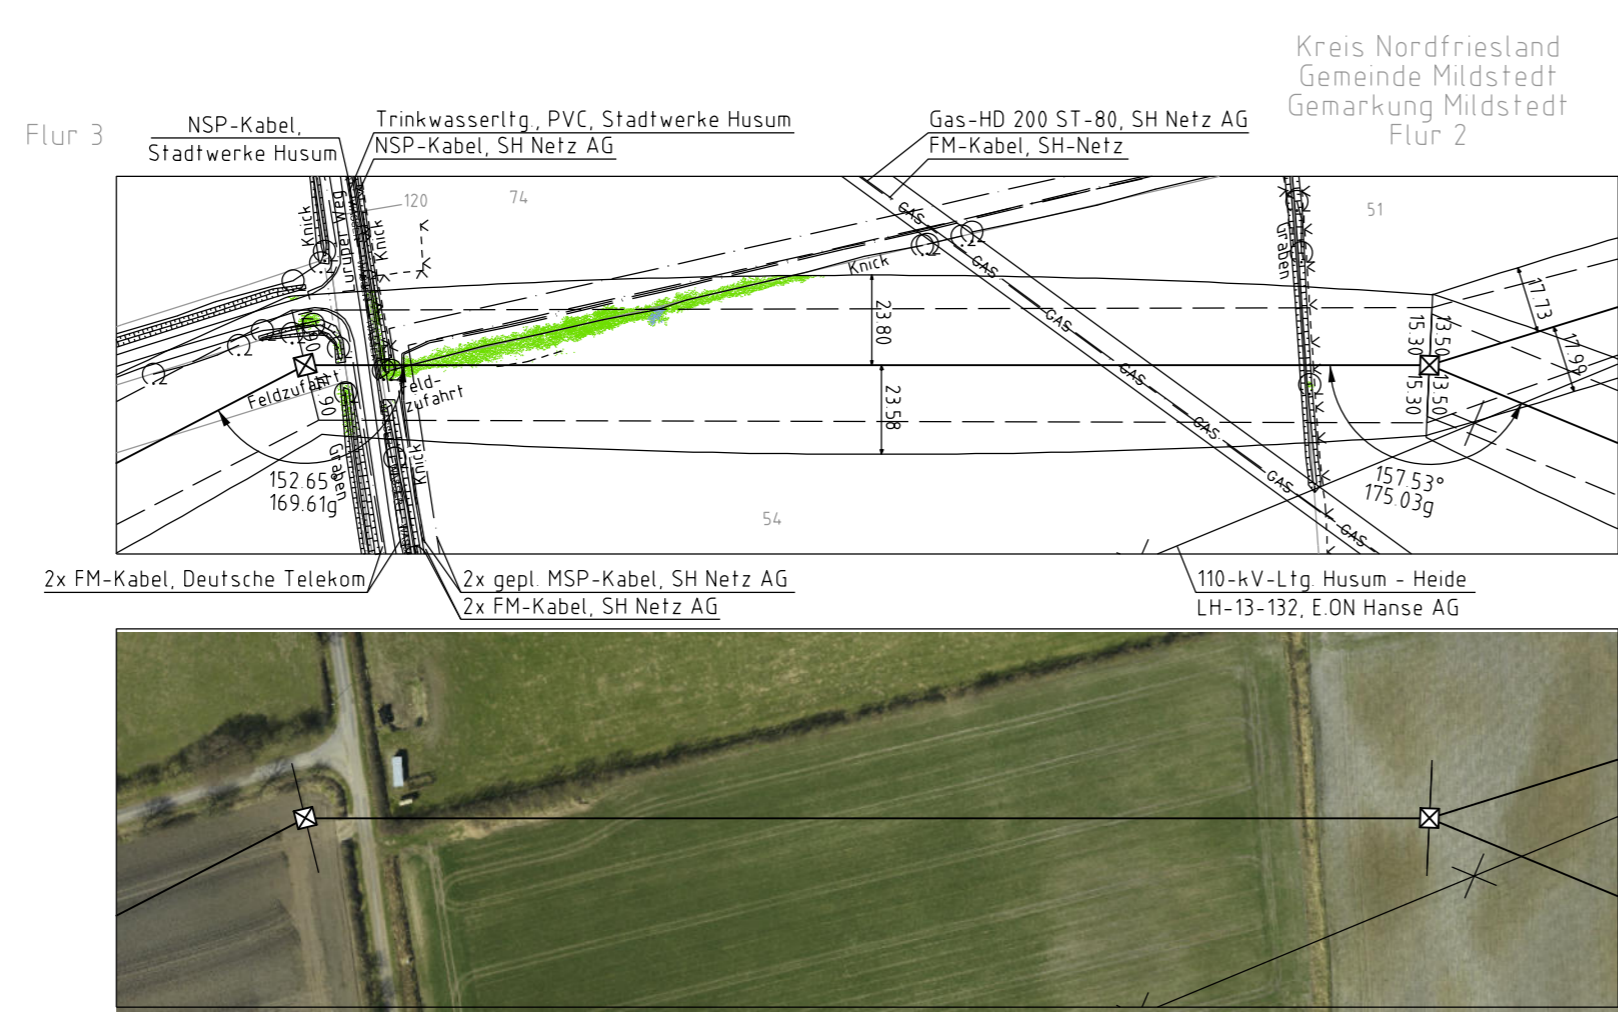 Kreis Nordfriesland
Gemeinde Mildstedt
Gemarkung Mildstedt
Flur 2
Flur 3
NSP-Kabel,
Stadtwerke Husum
Trinkwasserltg., PVC, Stadtwerke Husum
NSP-Kabel, SH Netz AG
Gas-HD 200 ST-80, SH Netz AG
FM-Kabel, SH-Netz
120
74
51
Knick
Weg
Knick
GAS
GAS
GAS
GAS
GAS
GAS
GAS
Knick
Graben
23.80
23.58
17.73
17.99
13.50
15.30
13.50
15.30
Feldzufahrt
Feld-
zufahrt
Knick
Graben
152.65°
169.61g
157.53°
175.03g
54
2x FM-Kabel, Deutsche Telekom
2x gepl. MSP-Kabel, SH Netz AG
2x FM-Kabel, SH Netz AG
110-kV-Ltg. Husum - Heide
LH-13-132, E.ON Hanse AG